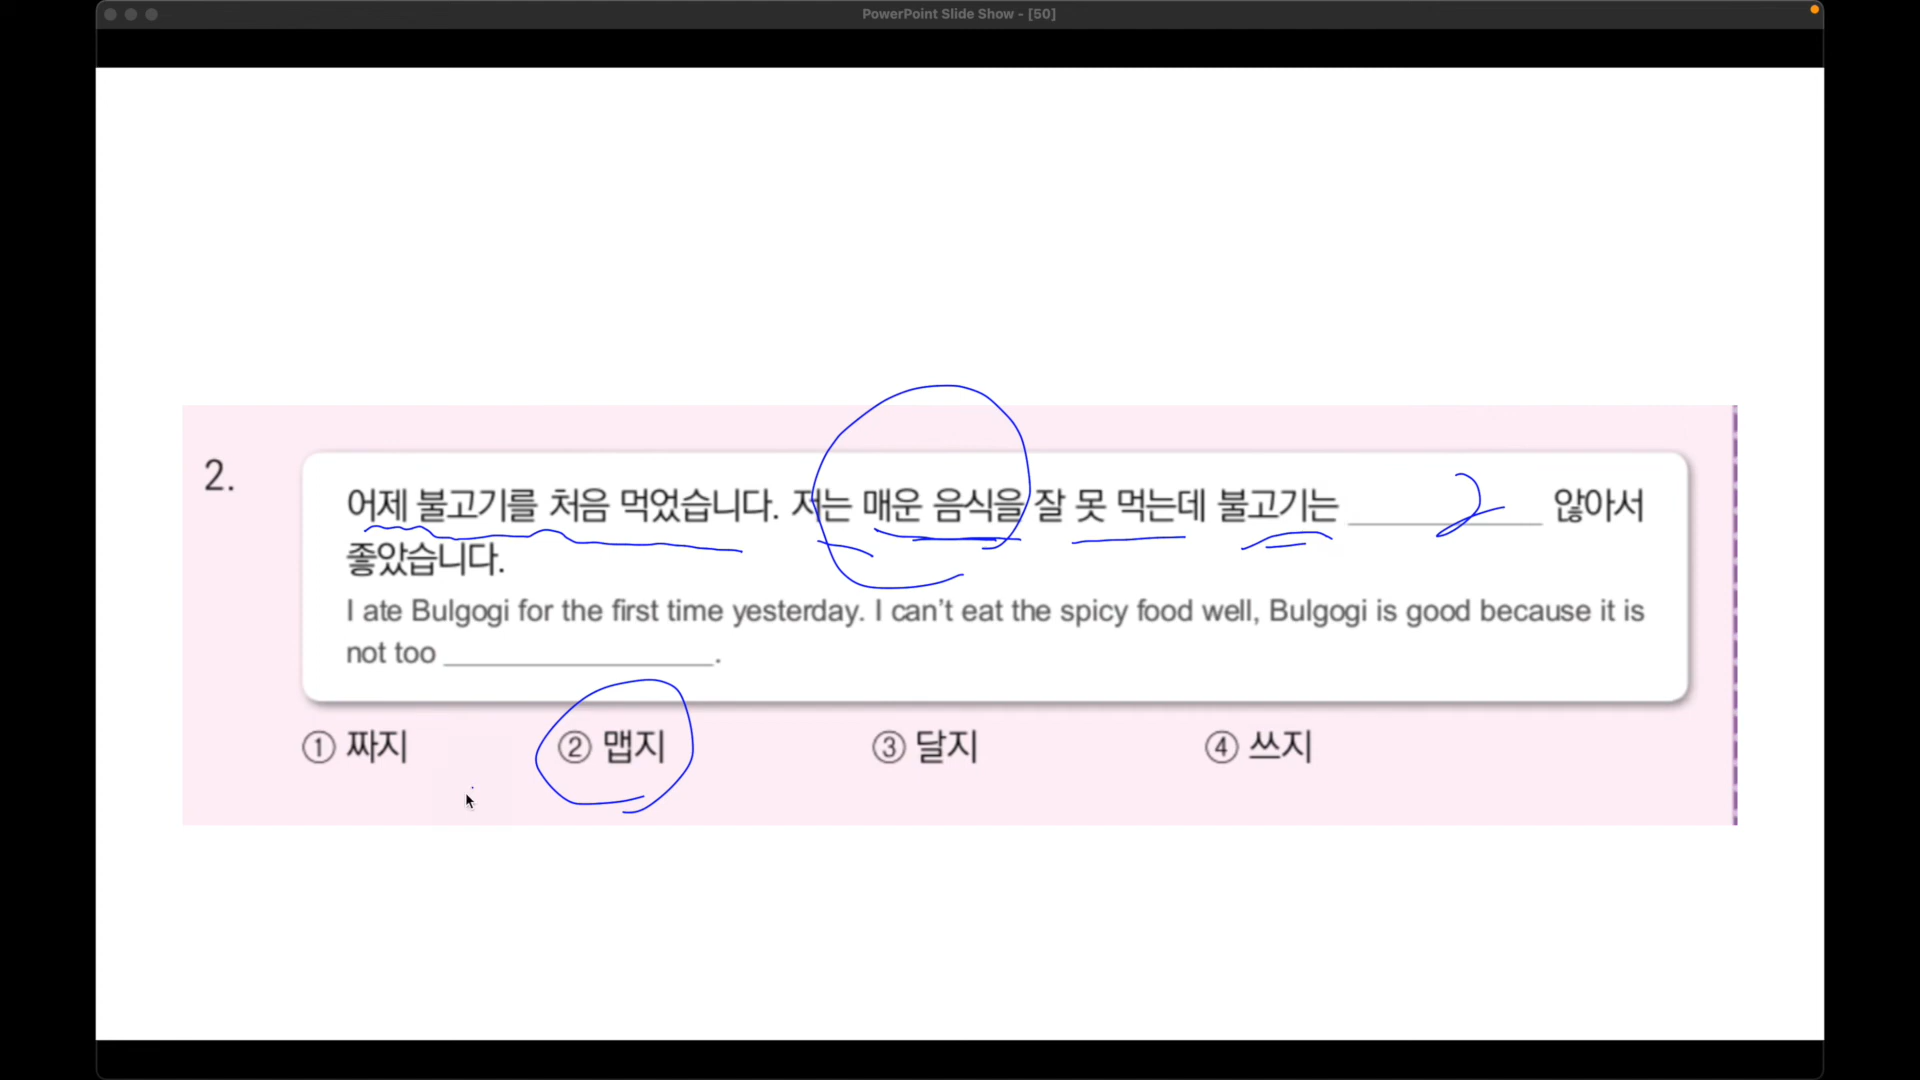 PowerPoint Slide Show - [50]
2.
어제 불고기를 처음 먹었습니다. 저는 매운 음식을 잘 못 먹는데 불고기는 __________ 2 않아서
좋았습니다.
I ate Bulgogi for the first time yesterday. I can't eat the spicy food well, Bulgogi is good because it is
not too __________.
① 짜지 ② 맵지 ③ 달지 ④ 쓰지